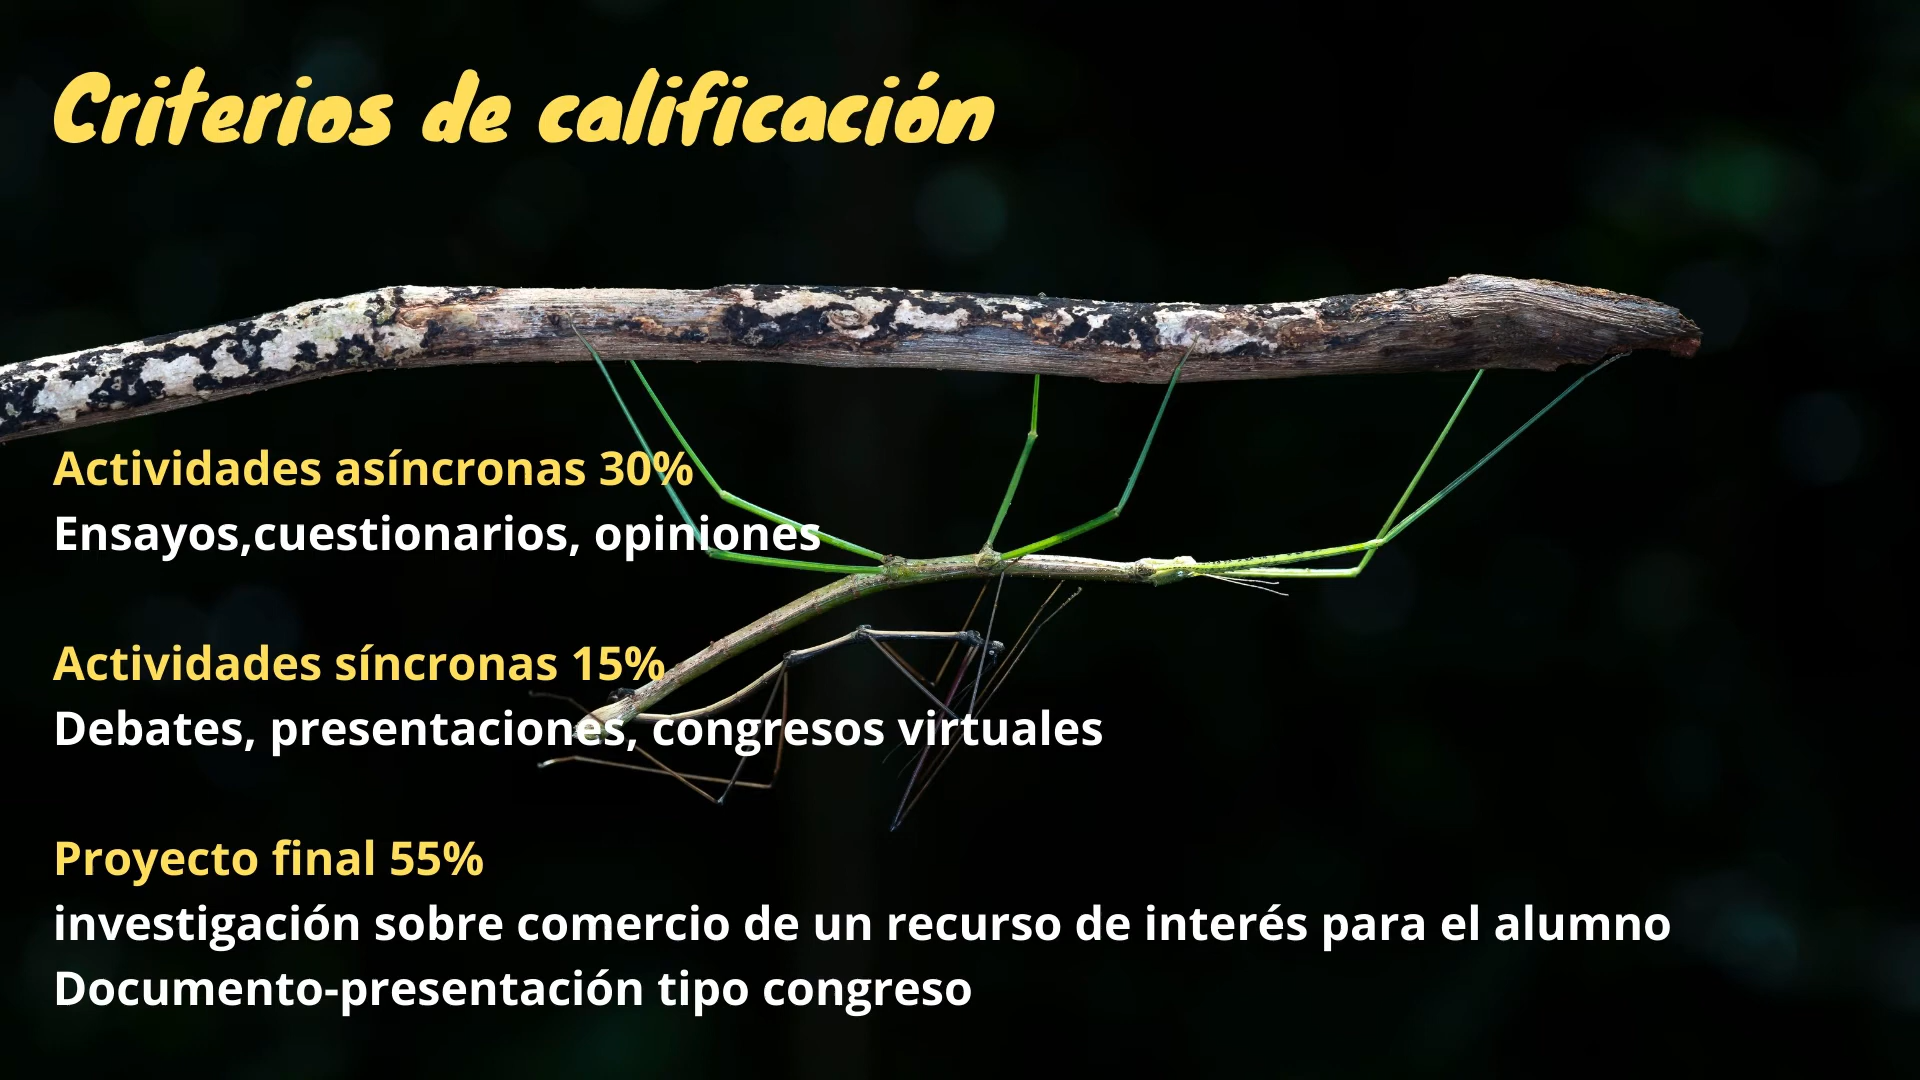 Criterios de calificación
Actividades asíncronas 30%
Ensayos,cuestionarios, opiniones
Actividades síncronas 15%
Debates, presentaciones, congresos virtuales
Proyecto final 55%
investigación sobre comercio de un recurso de interés para el alumno
Documento-presentación tipo congreso